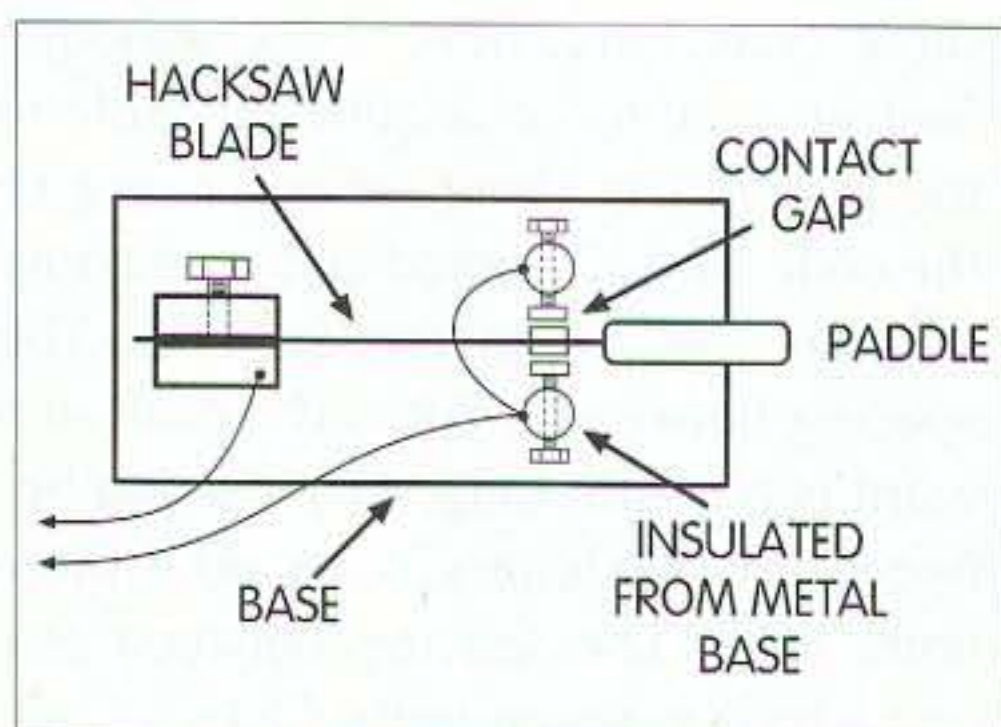 HACKSAW
BLADE
CONTACT
GAP
PADDLE
BASE
INSULATED
FROM METAL
BASE